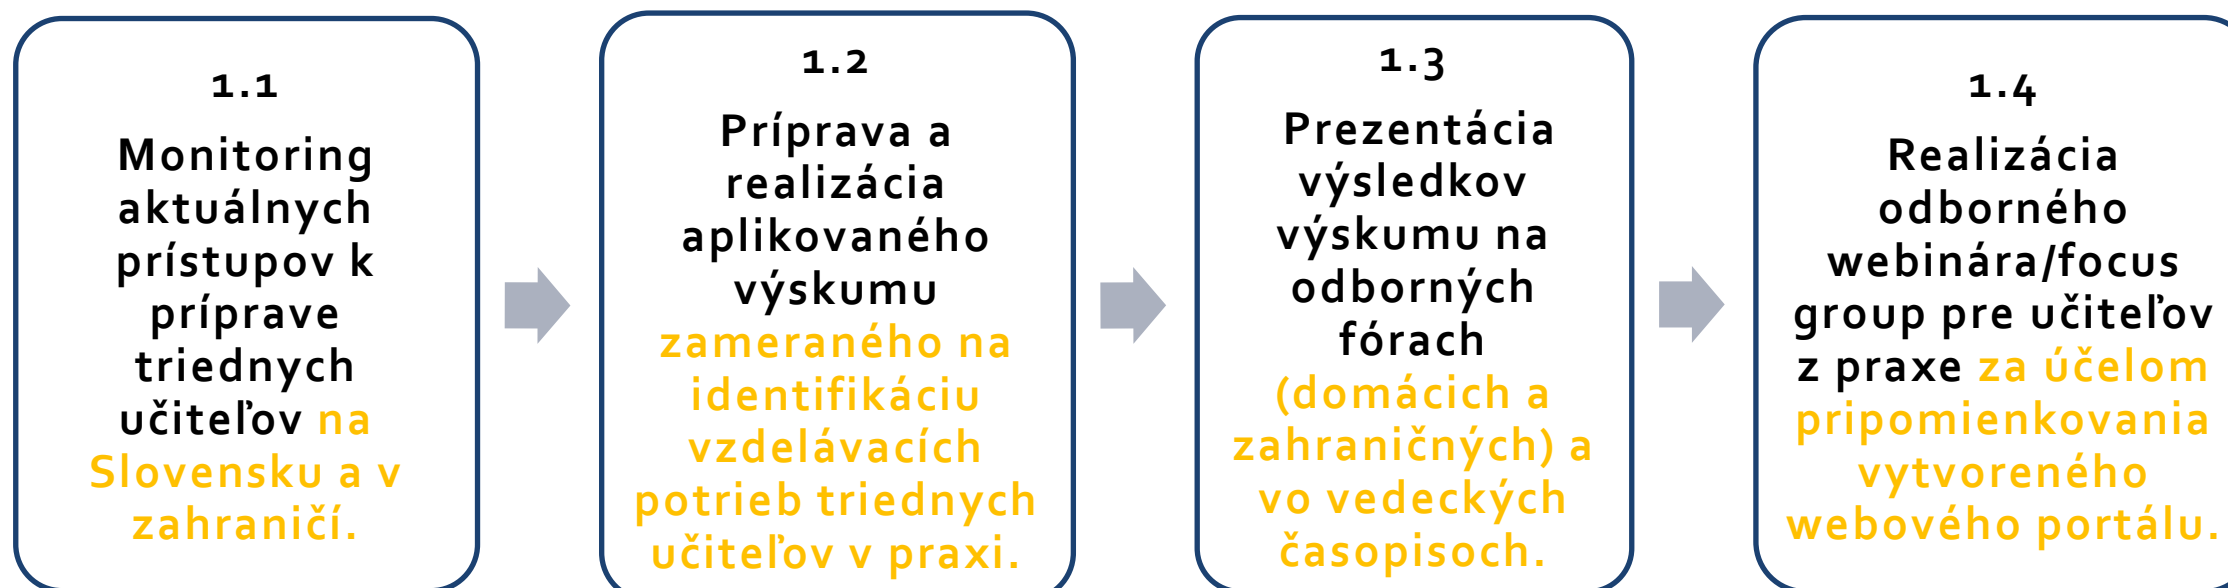 1.1
Monitoring
aktuálnych
prístupov k
príprave
triednych
učiteľov na
Slovensku a v
zahraničí.
1.2
Príprava a
realizácia
aplikovaného
výskumu
zameraného na
identifikáciu
vzdelávacích
potrieb triednych
učiteľov v praxi.
1.3
Prezentácia
výsledkov
výskumu na
odborných
fórach
(domácich a
zahraničných) a
vo vedeckých
časopisoch.
1.4
Realizácia
odborného
webinára/focus
group pre učiteľov
z praxe za účelom
pripomienkovania
vytvoreného
webového portálu.